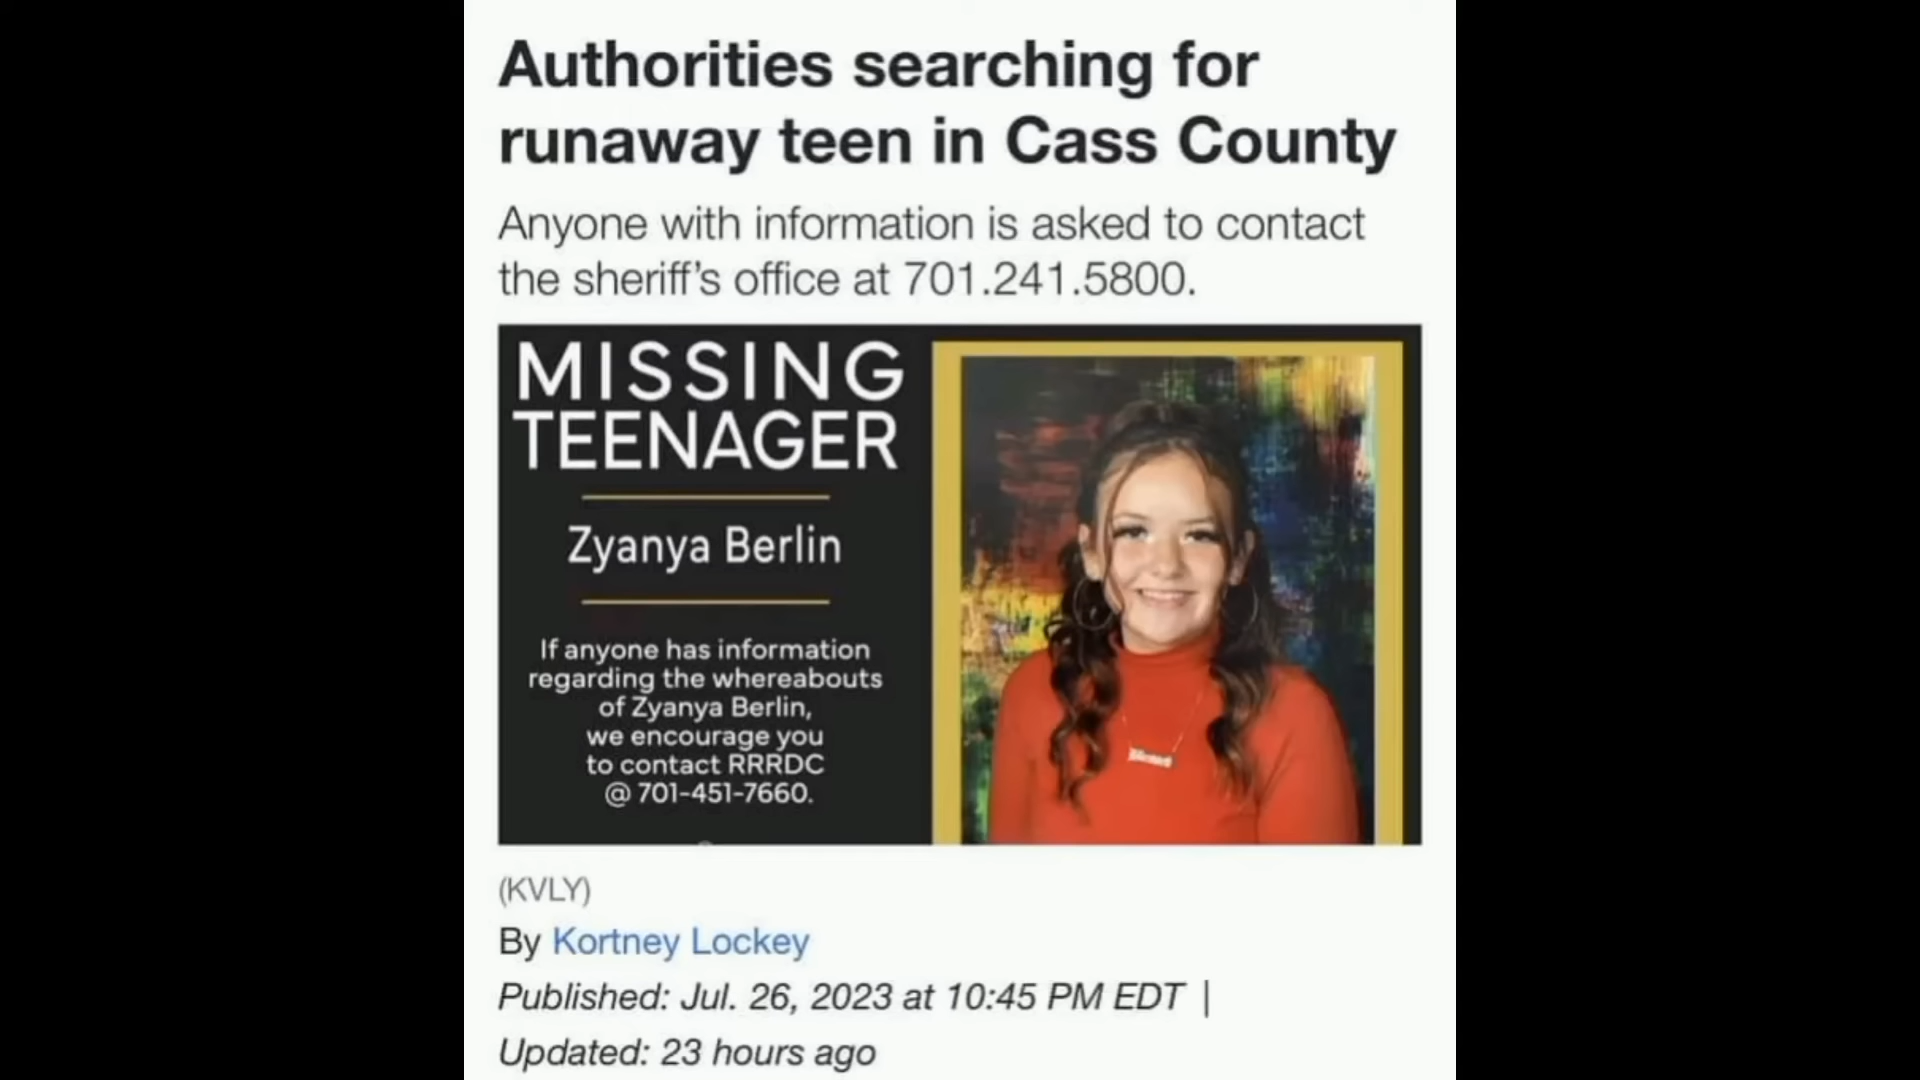 Authorities searching for
runaway teen in Cass County
Anyone with information is asked to contact
the sheriff's office at 701.241.5800.
MISSING
TEENAGER
Zyanya Berlin
If anyone has information
regarding the whereabouts
of Zyanya Berlin,
we encourage you
to contact RRRDC
@ 701-451-7660.
(KVLY)
By Kortney Lockey
Published: Jul. 26, 2023 at 10:45 PM EDT |
Updated: 23 hours ago